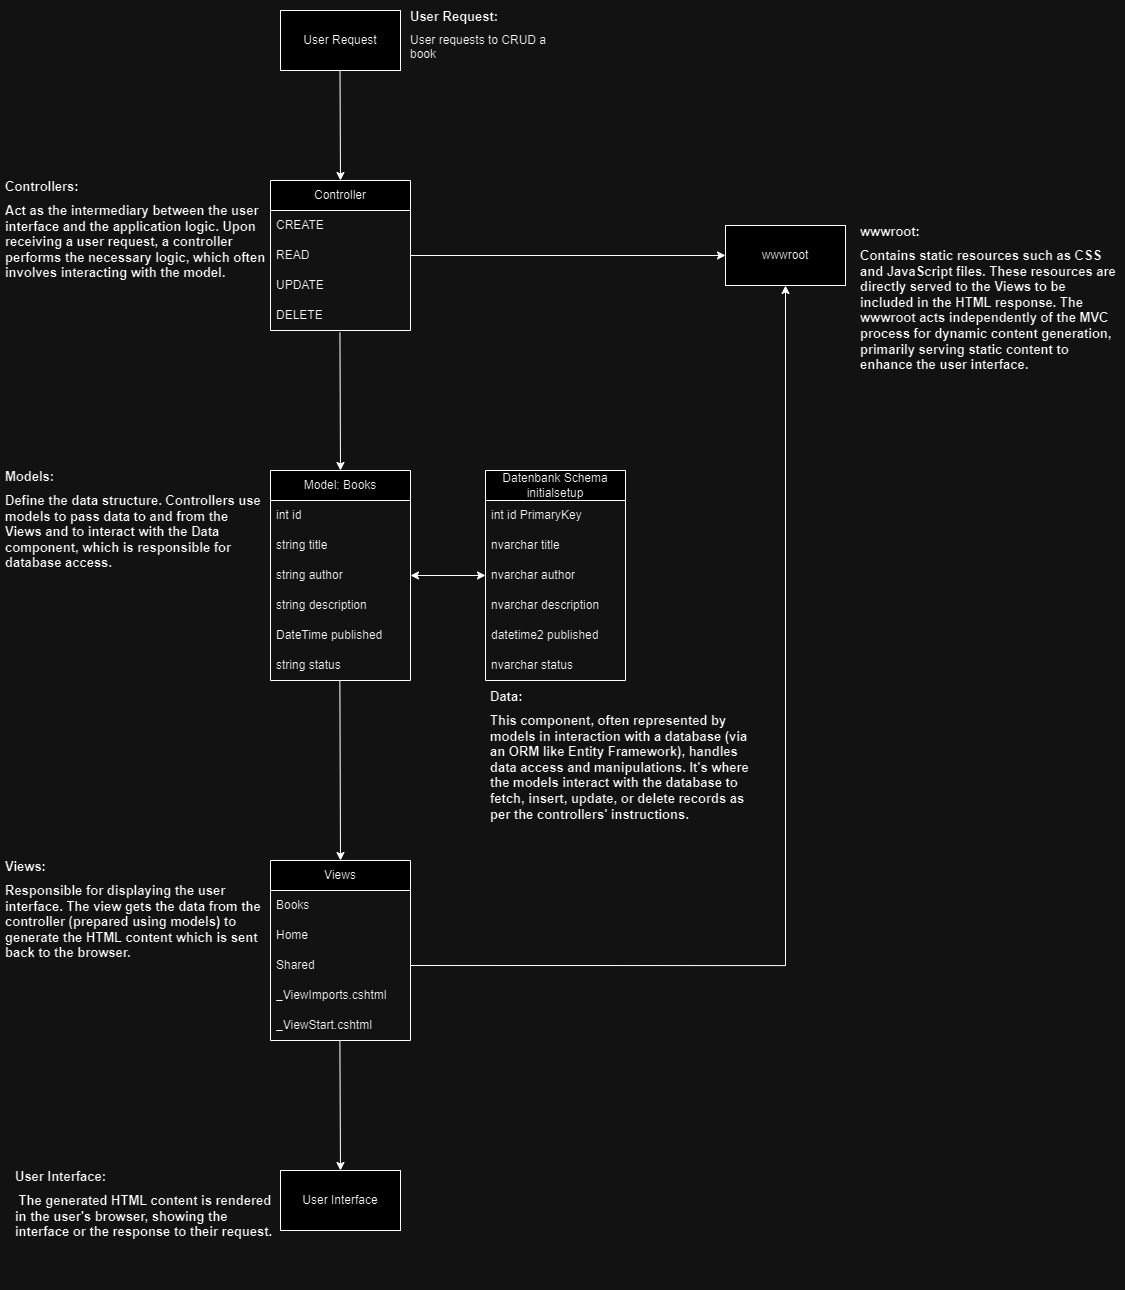 User Request
User Request:
User requests to CRUD a
book
Controllers:
Act as the intermediary between the user
interface and the application logic. Upon
receiving a user request, a controller
performs the necessary logic, which often
involves interacting with the model.
Controller
CREATE
READ
UPDATE
DELETE
wwwroot
wwwroot:
Contains static resources such as CSS
and JavaScript files. These resources are
directly served to the Views to be
included in the HTML response. The
wwwroot acts independently of the MVC
process for dynamic content generation,
primarily serving static content to
enhance the user interface.
Models:
Define the data structure. Controllers use
models to pass data to and from the
Views and to interact with the Data
component, which is responsible for
database access.
Model: Books
int id
string title
string author
string description
DateTime published
string status
Datenbank Schema
initialsetup
int id PrimaryKey
nvarchar title
nvarchar author
nvarchar description
datetime2 published
nvarchar status
Data:
This component, often represented by
models in interaction with a database (via
an ORM like Entity Framework), handles
data access and manipulations. It's where
the models interact with the database to
fetch, insert, update, or delete records as
per the controllers' instructions.
Views:
Responsible for displaying the user
interface. The view gets the data from the
controller (prepared using models) to
generate the HTML content which is sent
back to the browser.
Views
Books
Home
Shared
_ViewImports.cshtml
_ViewStart.cshtml
User Interface:
The generated HTML content is rendered
in the user's browser, showing the
interface or the response to their request.
User Interface